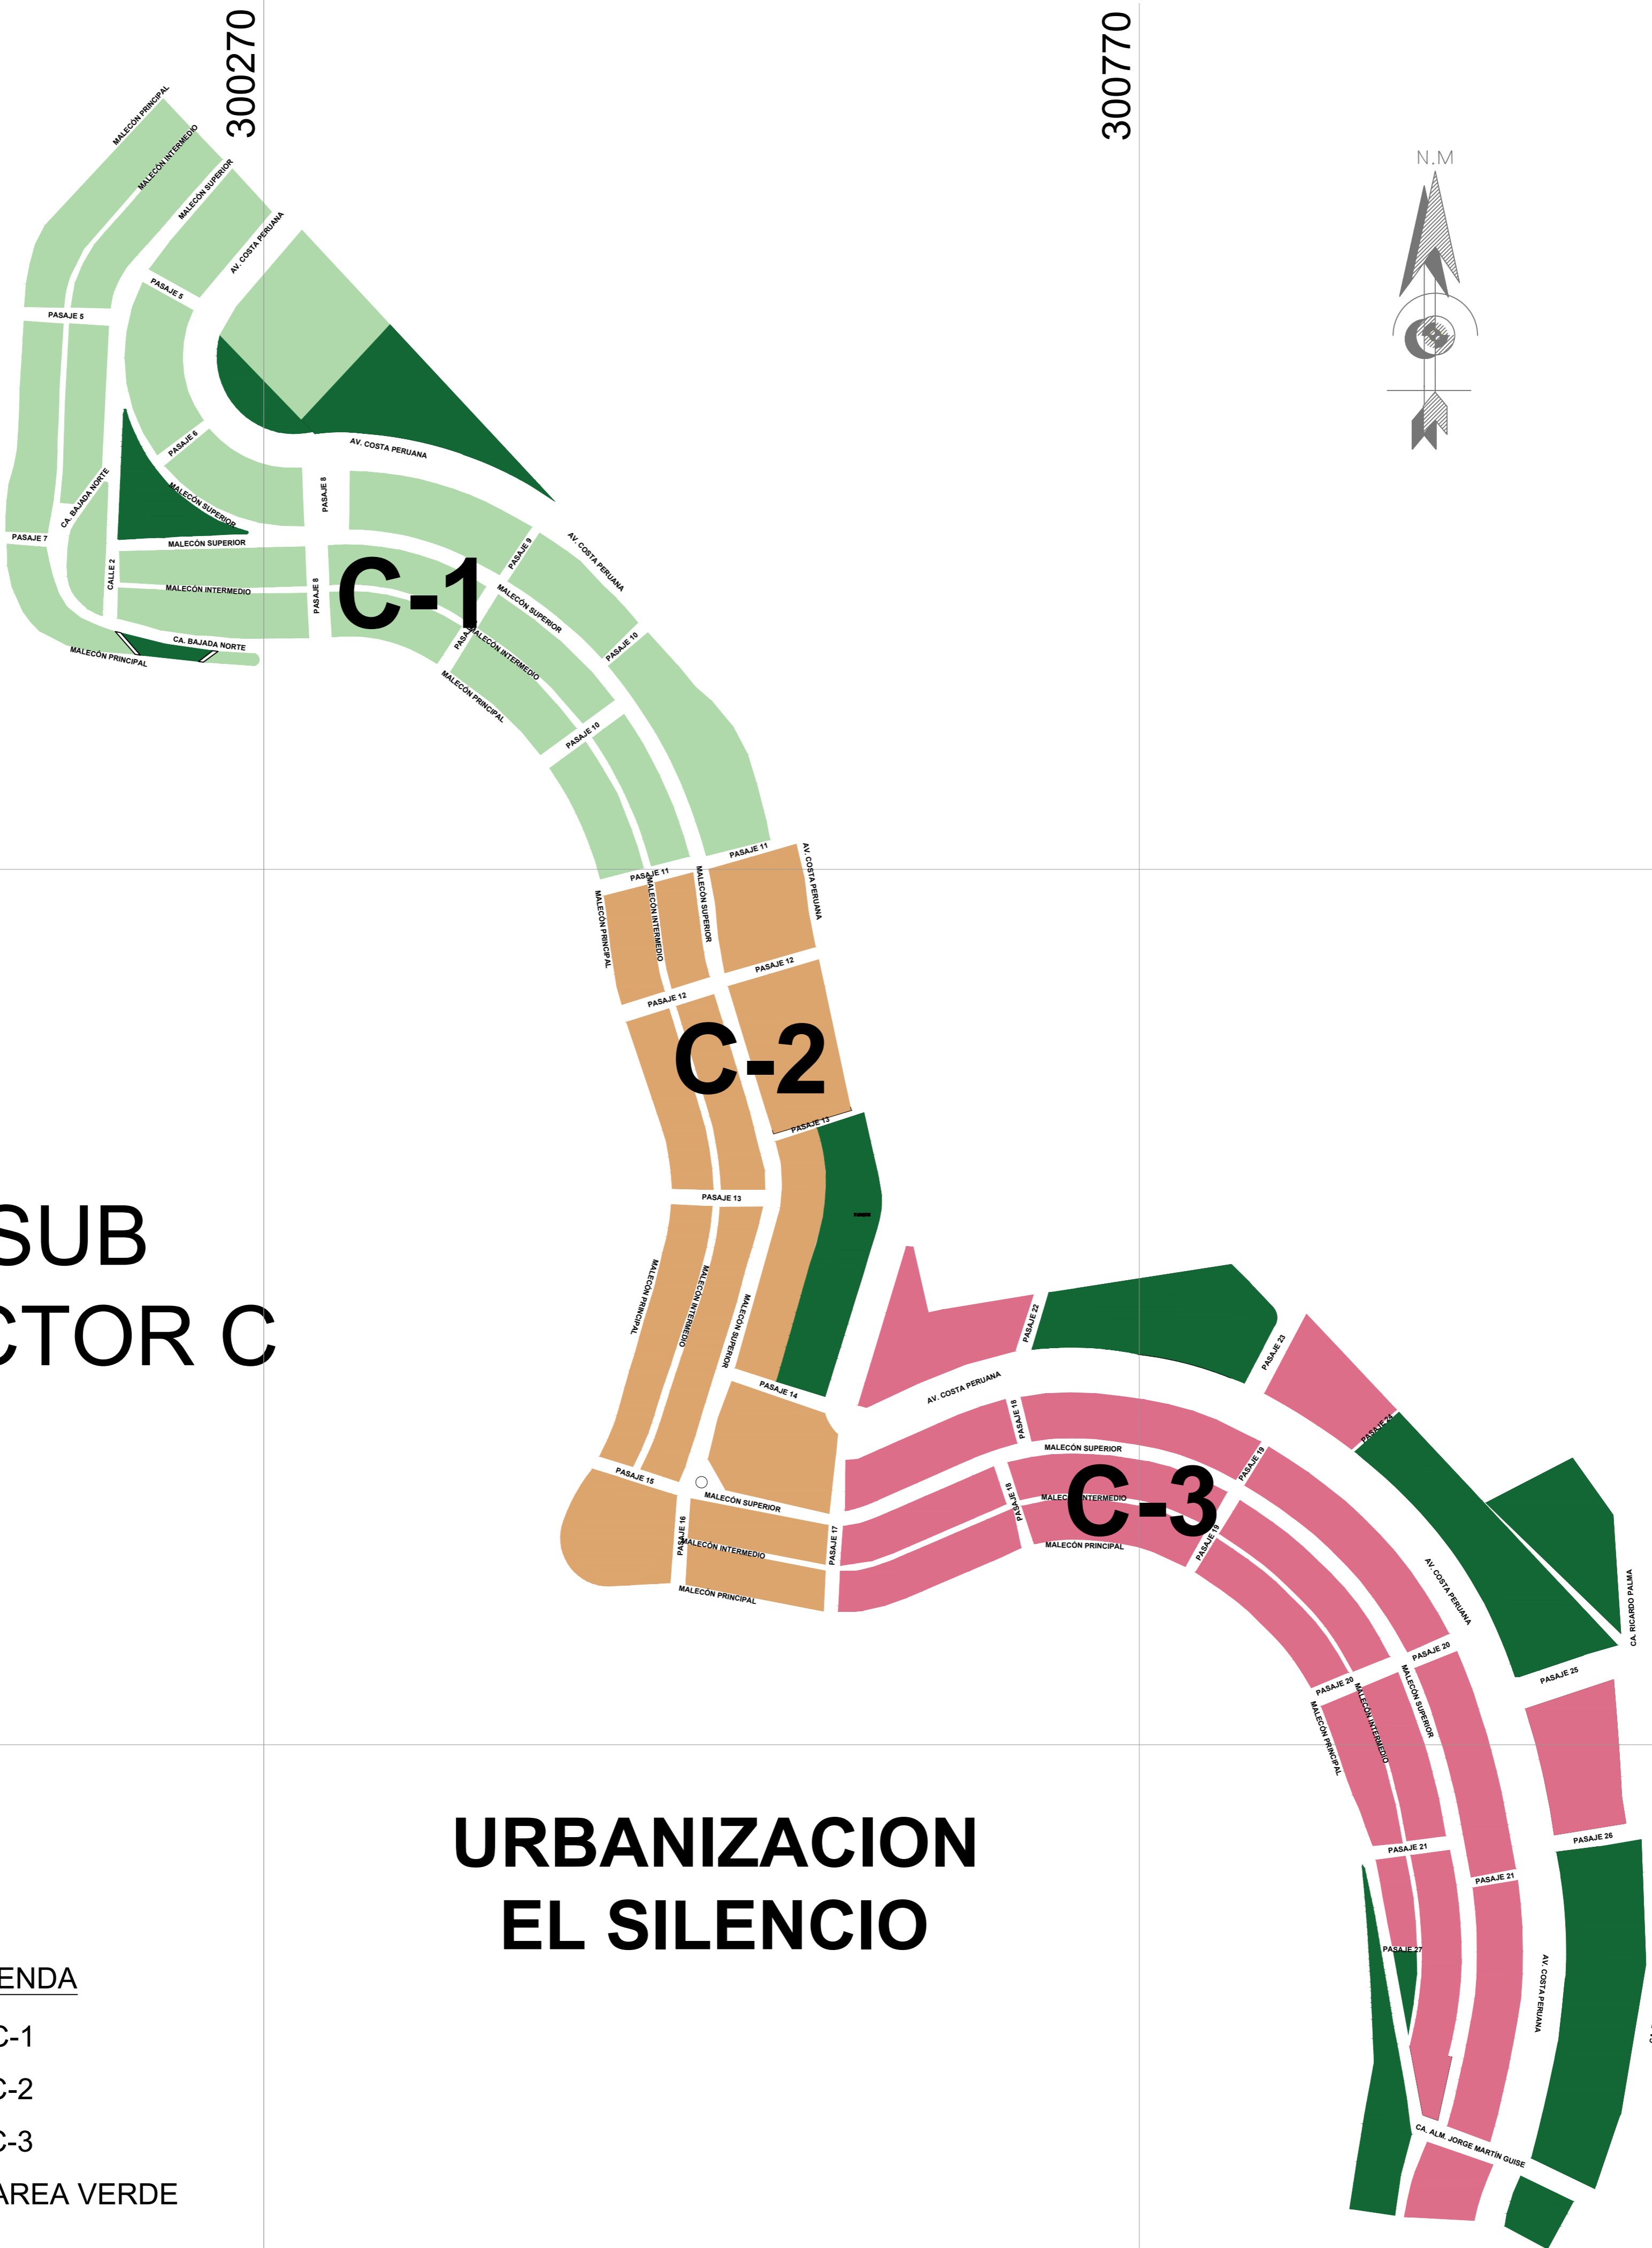 300270
300770
N.M
MALECÓN PRINCIPAL
MALECÓN INTERMEDIO
MALECÓN SUPERIOR
AV. COSTA PERUANA
PASAJE 5
PASAJE 5
PASAJE 6
AV. COSTA PERUANA
CA. BAJADA NORTE
MALECÓN SUPERIOR
PASAJE 8
PASAJE 7
MALECÓN SUPERIOR
PASAJE 9
AV. COSTA PERUANA
CALLE 2
MALECÓN INTERMEDIO
PASAJE 8
C-1
MALECÓN SUPERIOR
CA. BAJADA NORTE
MALECÓN PRINCIPAL
MALECÓN INTERMEDIO
PASAJE 10
MALECÓN PRINCIPAL
PASAJE 10
PASAJE 11
PASAJE 11
AV. COSTA PERUANA
MALECÓN PRINCIPAL
MALECÓN INTERMEDIO
MALECÓN SUPERIOR
PASAJE 12
PASAJE 12
C-2
PASAJE 13
PASAJE 13
SUB
CTOR C
MALECÓN PRINCIPAL
MALECÓN INTERMEDIO
MALECÓN SUPERIOR
PASAJE 22
PASAJE 23
PASAJE 14
AV. COSTA PERUANA
PASAJE 18
PASAJE 24
MALECÓN SUPERIOR
PASAJE 19
PASAJE 15
MALECÓN SUPERIOR
PASAJE 18
MALECÓN INTERMEDIO
C-3
PASAJE 16
MALECÓN INTERMEDIO
PASAJE 17
MALECÓN PRINCIPAL
PASAJE 19
MALECÓN PRINCIPAL
AV. COSTA PERUANA
CA. RICARDO PALMA
PASAJE 20
PASAJE 20
PASAJE 25
MALECÓN PRINCIPAL
MALECÓN INTERMEDIO
MALECÓN SUPERIOR
URBANIZACION
EL SILENCIO
PASAJE 26
PASAJE 21
PASAJE 21
PASAJE 27
AV. COSTA PERUANA
CA. ALM. JORGE MARTÍN GUISE
ENDA
C-1
C-2
C-3
AREA VERDE